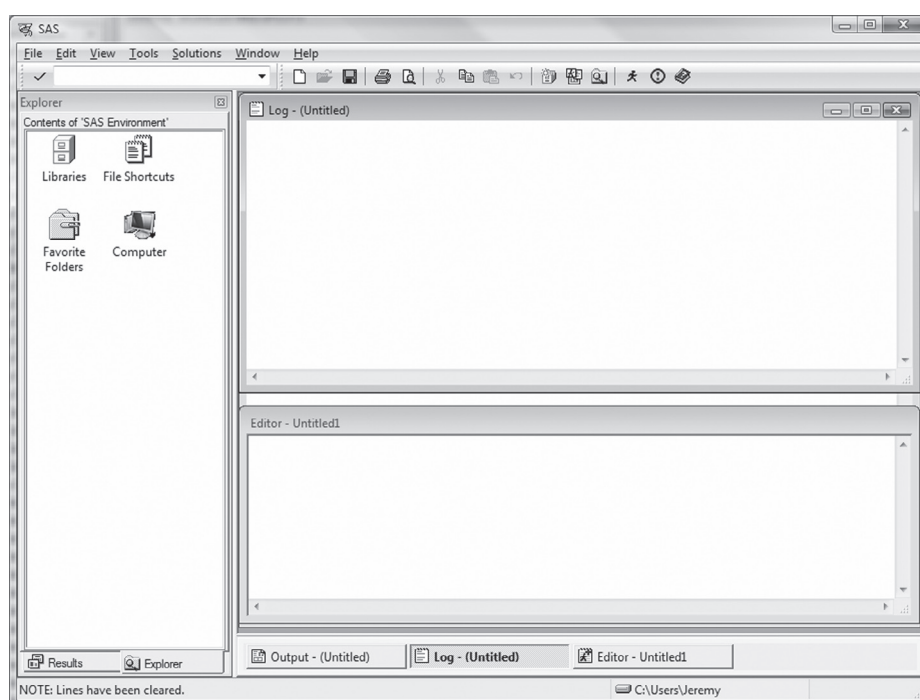 SAS
File Edit View Tools Solutions Window Help
Explorer
Contents of 'SAS Environment'
Libraries File Shortcuts
Favorite Folders
Computer
Log - (Untitled)
Editor - Untitled1
Results Explorer
Output - (Untitled) Log - (Untitled) Editor - Untitled1
NOTE: Lines have been cleared.
C:\Users\Jeremy